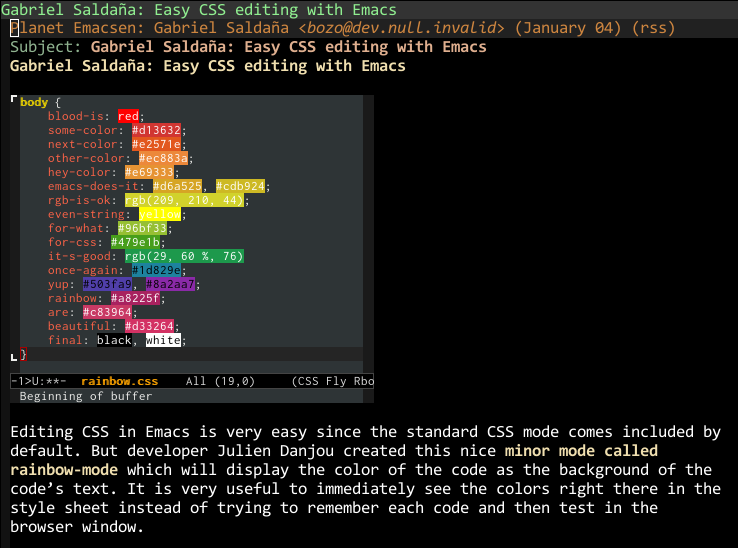 Gabriel Saldaña: Easy CSS editing with Emacs
Planet Emacsen: Gabriel Saldaña <bozo@dev.null.invalid> (January 04) (rss)
Subject: Gabriel Saldaña: Easy CSS editing with Emacs
Gabriel Saldaña: Easy CSS editing with Emacs
body {
blood-is: red;
some-color: #d13632;
next-color: #e2571e;
other-color: #ec883a;
hey-color: #e69333;
emacs-does-it: #d6a525, #cdb924;
rgb-is-ok: rgb(209, 210, 44);
even-string: yellow;
for-what: #96bf33;
for-css: #479e1b;
it-s-good: rgb(29, 60 %, 76)
once-again: #1d829e;
yup: #503fa9, #8a2aa7;
rainbow: #a8225f;
are: #c83964;
beautiful: #d33264;
final: black, white;
}
-1>U:**- rainbow.css All (19,0) (CSS Fly Rbo
Beginning of buffer
Editing CSS in Emacs is very easy since the standard CSS mode comes included by
default. But developer Julien Danjou created this nice minor mode called
rainbow-mode which will display the color of the code as the background of the
code’s text. It is very useful to immediately see the colors right there in the
style sheet instead of trying to remember each code and then test in the
browser window.